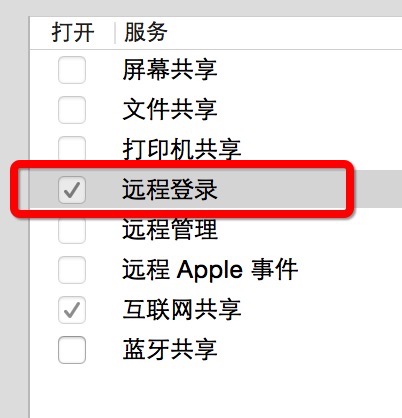 打开 服务
屏幕共享
文件共享
打印机共享
远程登录
远程管理
远程 Apple 事件
互联网共享
蓝牙共享